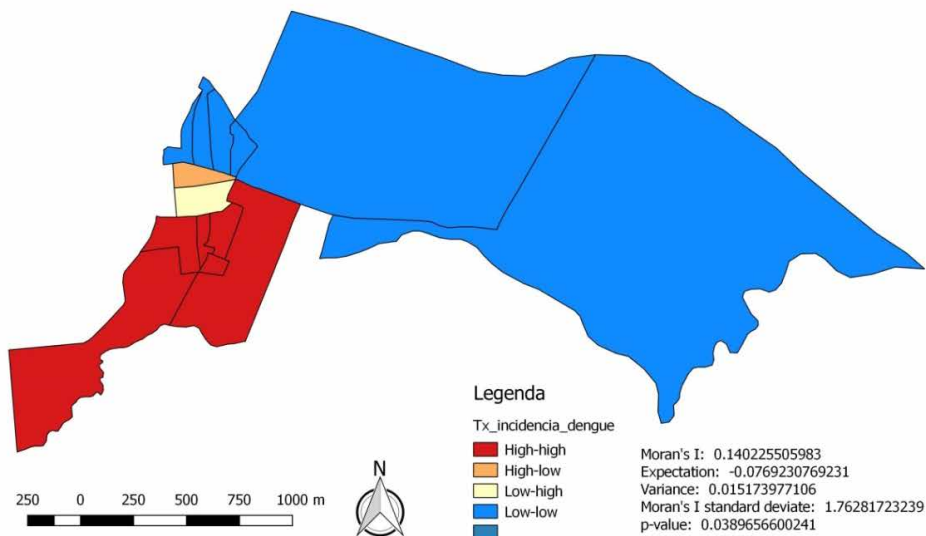 Legenda
Tx_incidencia_dengue
High-high
High-low
Low-high
Low-low
Moran's I: 0.140225505983
Expectation: -0.0769230769231
Variance: 0.015173977106
Moran's I standard deviate: 1.76281723239
p-value: 0.0389656600241
250 0 250 500 750 1000 m
N